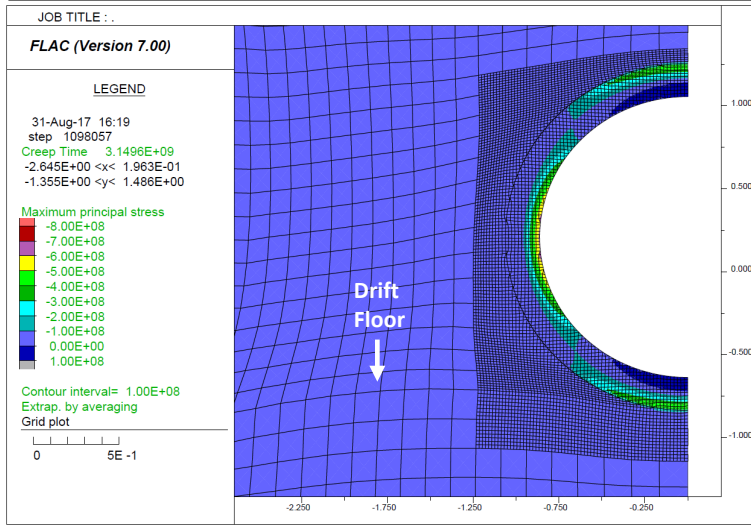 JOB TITLE : .
FLAC (Version 7.00)
LEGEND
31-Aug-17 16:19
step 1098057
Creep Time 3.1496E+09
-2.645E+00 <x< 1.963E-01
-1.355E+00 <y< 1.486E+00
Maximum principal stress
-8.00E+08
-7.00E+08
-6.00E+08
-5.00E+08
-4.00E+08
-3.00E+08
-2.00E+08
-1.00E+08
0.00E+00
1.00E+08
Contour interval= 1.00E+08
Extrap. by averaging
Grid plot
0 5E -1
Drift
Floor
1.000
0.500
0.000
-0.500
-1.000
-2.250 -1.750 -1.250 -0.750 -0.250